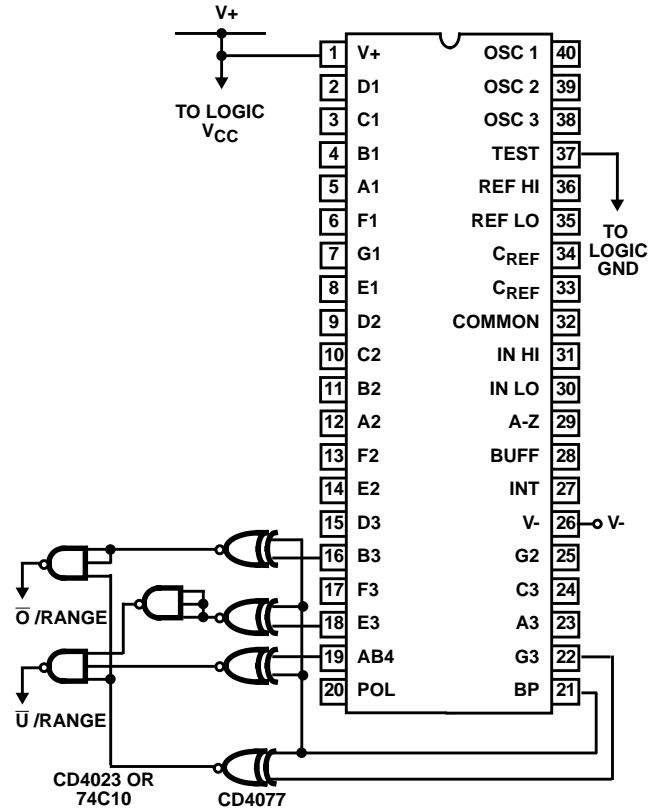 V+
1 V+ OSC 1 40
2 D1 OSC 2 39
TO LOGIC
VCC
3 C1 OSC 3 38
4 B1 TEST 37
5 A1 REF HI 36
6 F1 REF LO 35
TO
LOGIC
GND
7 G1 CREF 34
8 E1 CREF 33
9 D2 COMMON 32
10 C2 IN HI 31
11 B2 IN LO 30
12 A2 A-Z 29
13 F2 BUFF 28
14 E2 INT 27
15 D3 V- 26 V-
16 B3 G2 25
17 F3 C3 24
18 E3 A3 23
19 AB4 G3 22
20 POL BP 21
O̅ /RANGE
U̅ /RANGE
CD4023 OR
74C10
CD4077